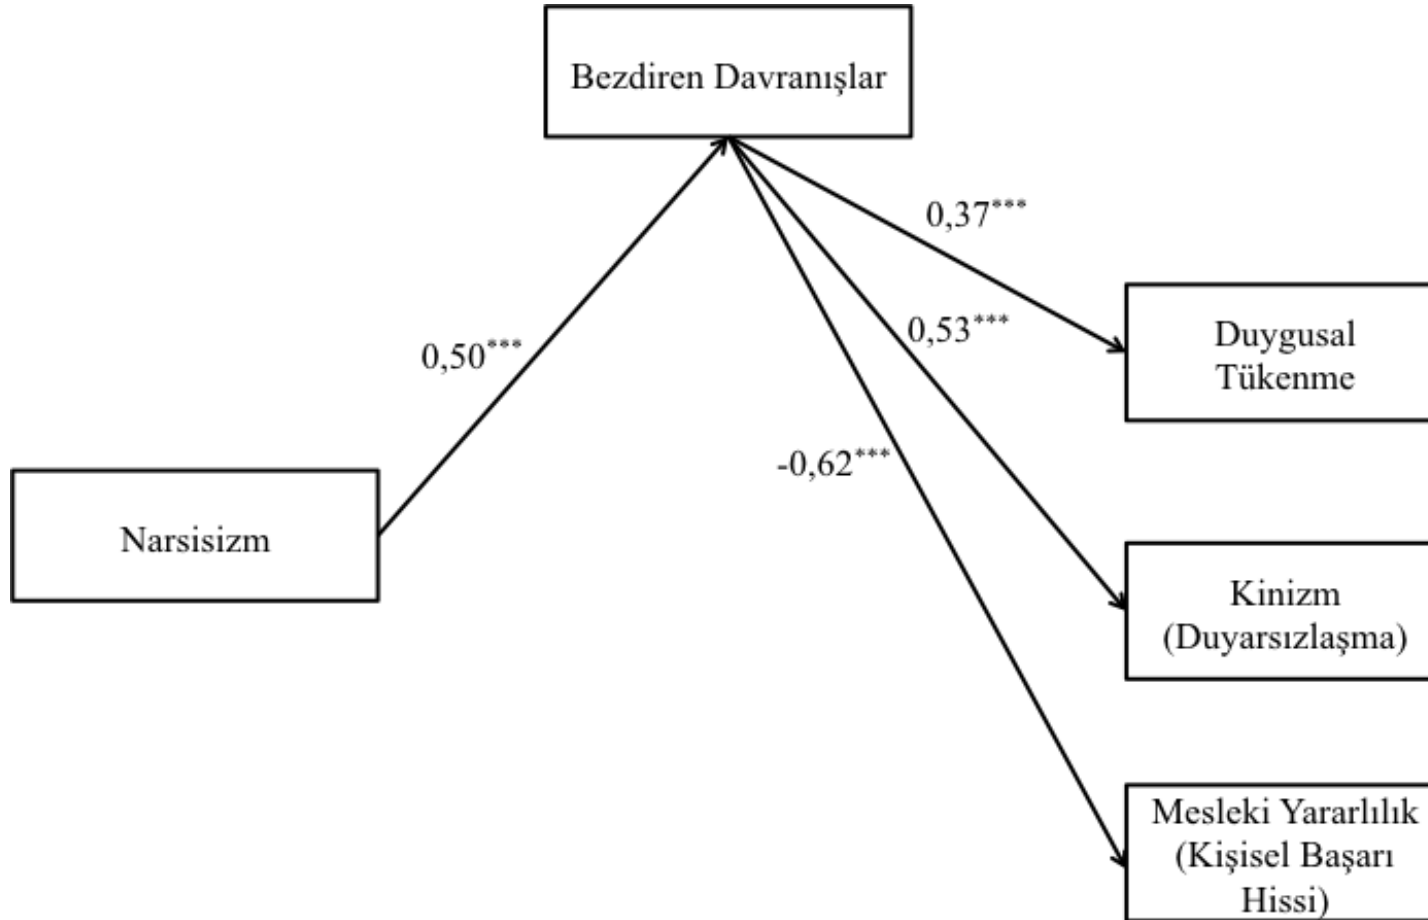 Bezdiren Davranışlar
0,37***
0,53***
0,50***
-0,62***
Duygusal
Tükenme
Narsisizm
Kinizm
(Duyarsızlaşma)
Mesleki Yararlılık
(Kişisel Başarı
Hissi)